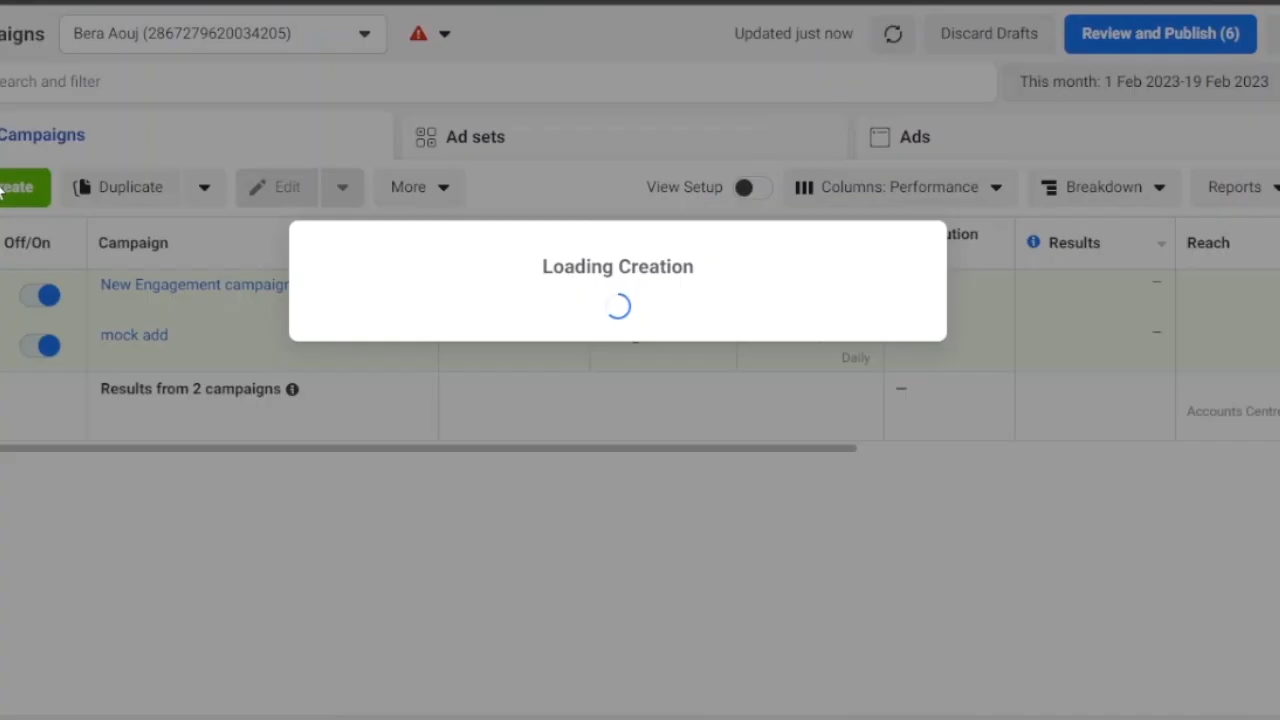 aigns
Bera Aouj (2867279620034205)
Updated just now
Discard Drafts
Review and Publish (6)
earch and filter
This month: 1 Feb 2023-19 Feb 2023
Campaigns
Ad sets
Ads
eate
Duplicate
Edit
More
View Setup
Columns: Performance
Breakdown
Reports
Off/On
Campaign
ution
Results
Reach
Loading Creation
New Engagement campaign
—
mock add
—
Daily
Results from 2 campaigns
—
Accounts Centre